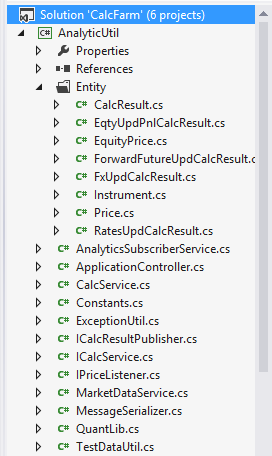 Solution 'CalcFarm' (6 projects)
C# AnalyticUtil
Properties
References
Entity
C# CalcResult.cs
C# EqtyUpdPnlCalcResult.cs
C# EquityPrice.cs
C# ForwardFutureUpdCalcResult.c
C# FxUpdCalcResult.cs
C# Instrument.cs
C# Price.cs
C# RatesUpdCalcResult.cs
C# AnalyticsSubscriberService.cs
C# ApplicationController.cs
C# CalcService.cs
C# Constants.cs
C# ExceptionUtil.cs
C# ICalcResultPublisher.cs
C# ICalcService.cs
C# IPriceListener.cs
C# MarketDataService.cs
C# MessageSerializer.cs
C# QuantLib.cs
C# TestDataUtil.cs